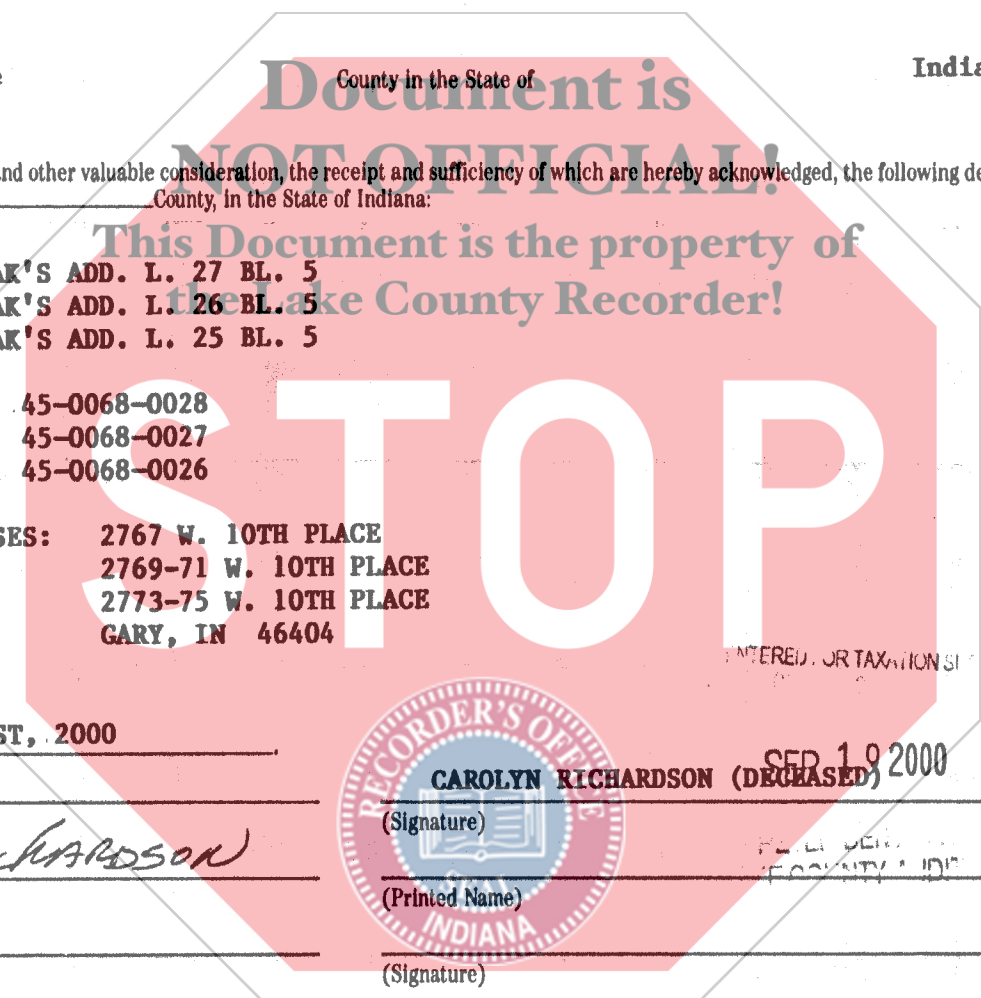 Document is
County in the State of
NOT OFFICIAL!
and other valuable consideration, the receipt and sufficiency of which are hereby acknowledged, the following de
County, in the State of Indiana:
This Document is the property of
the Lake County Recorder!
AK'S ADD. L. 27 BL. 5
AK'S ADD. L. 26 BL. 5
AK'S ADD. L. 25 BL. 5
45-0068-0028
45-0068-0027
45-0068-0026
STOP
SES: 2767 W. 10TH PLACE
2769-71 W. 10TH PLACE
2773-75 W. 10TH PLACE
GARY, IN 46404
ENTERED FOR TAXATION
ST, 2000
SEP 19 2000
CAROLYN RICHARDSON (DECEASED)
(Signature)
CHARDSON
(Printed Name)
(Signature)
RECORDER'S OFFICE
SEAL
INDIANA